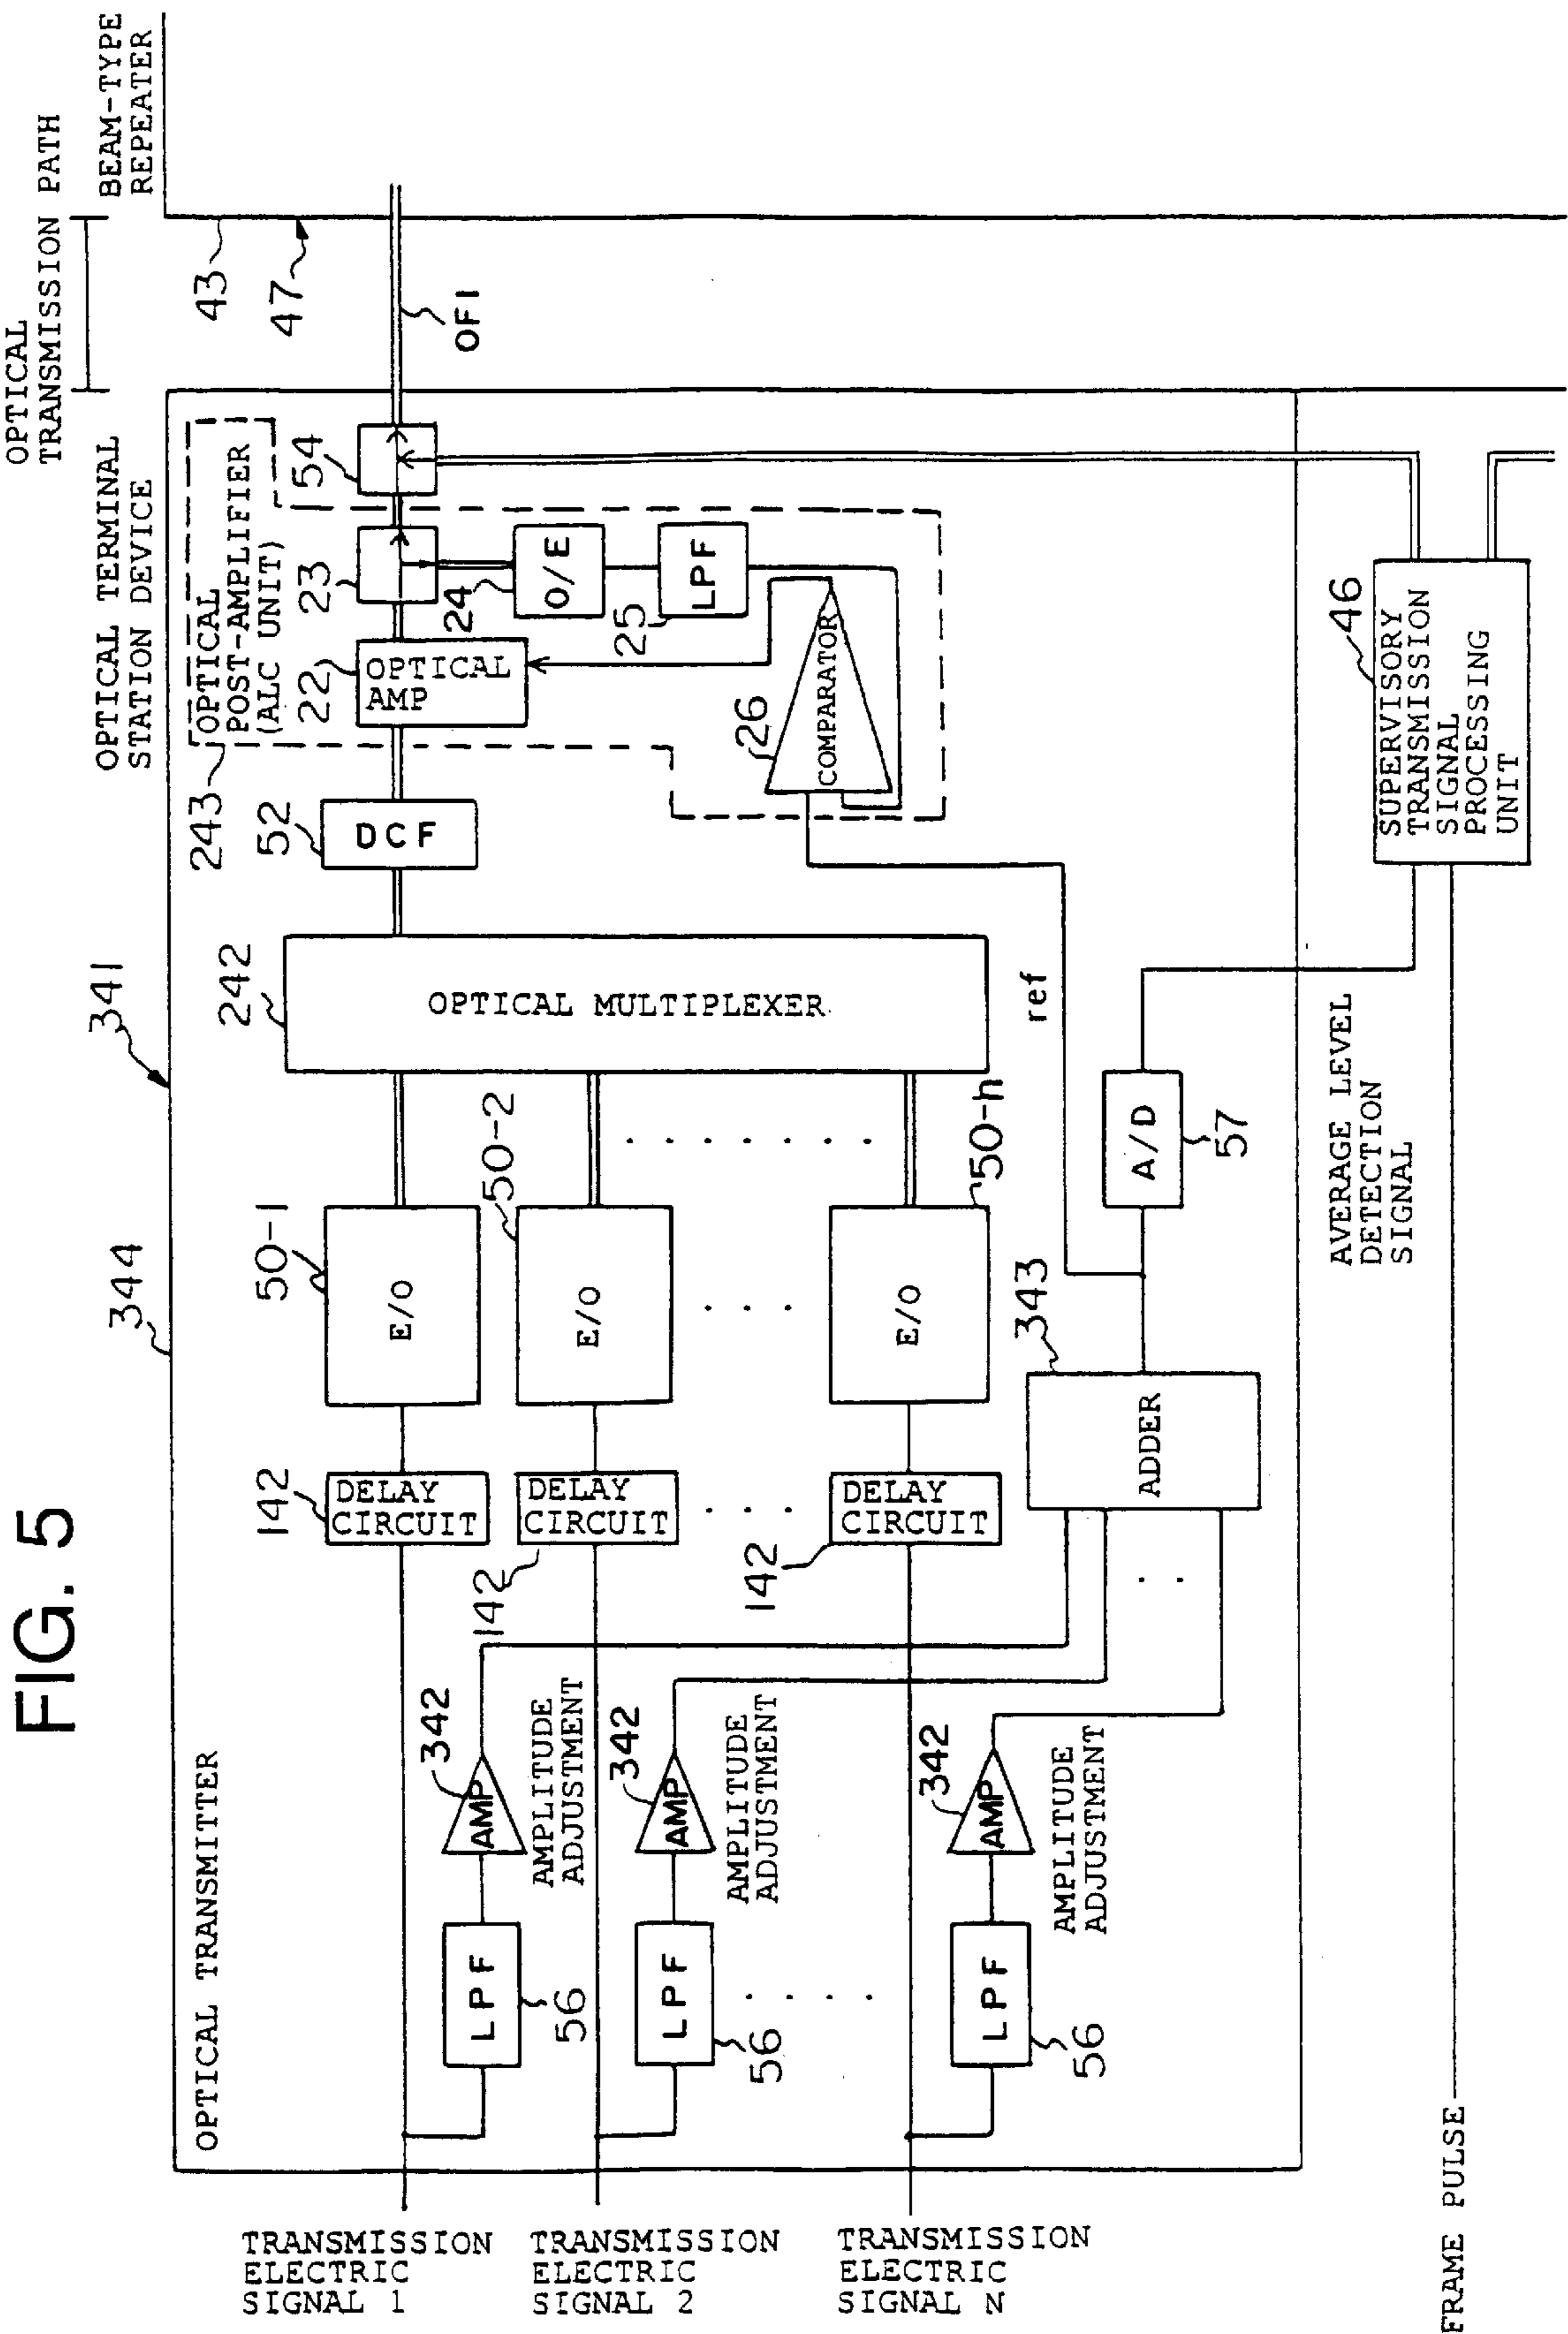 FIG. 5
OPTICAL
TRANSMISSION PATH
BEAM-TYPE
REPEATER
OPTICAL TERMINAL
STATION DEVICE
341
344
43
47
OF1
OPTICAL TRANSMITTER
TRANSMISSION
ELECTRIC
SIGNAL 1
TRANSMISSION
ELECTRIC
SIGNAL 2
TRANSMISSION
ELECTRIC
SIGNAL N
LPF
56
LPF
56
LPF
56
AMP
342
AMPLITUDE
ADJUSTMENT
AMP
342
AMPLITUDE
ADJUSTMENT
AMP
342
AMPLITUDE
ADJUSTMENT
142
DELAY
CIRCUIT
142
DELAY
CIRCUIT
142
DELAY
CIRCUIT
50-1
E/O
50-2
E/O
50-n
E/O
343
ADDER
A/D
57
ref
242
OPTICAL MULTIPLEXER
52
DCF
243
OPTICAL
POST-AMPLIFIER
(ALC UNIT)
22
OPTICAL
AMP
23
54
24
O/E
25
LPF
26
COMPARATOR
AVERAGE LEVEL
DETECTION
SIGNAL
46
SUPERVISORY
TRANSMISSION
SIGNAL
PROCESSING
UNIT
FRAME PULSE